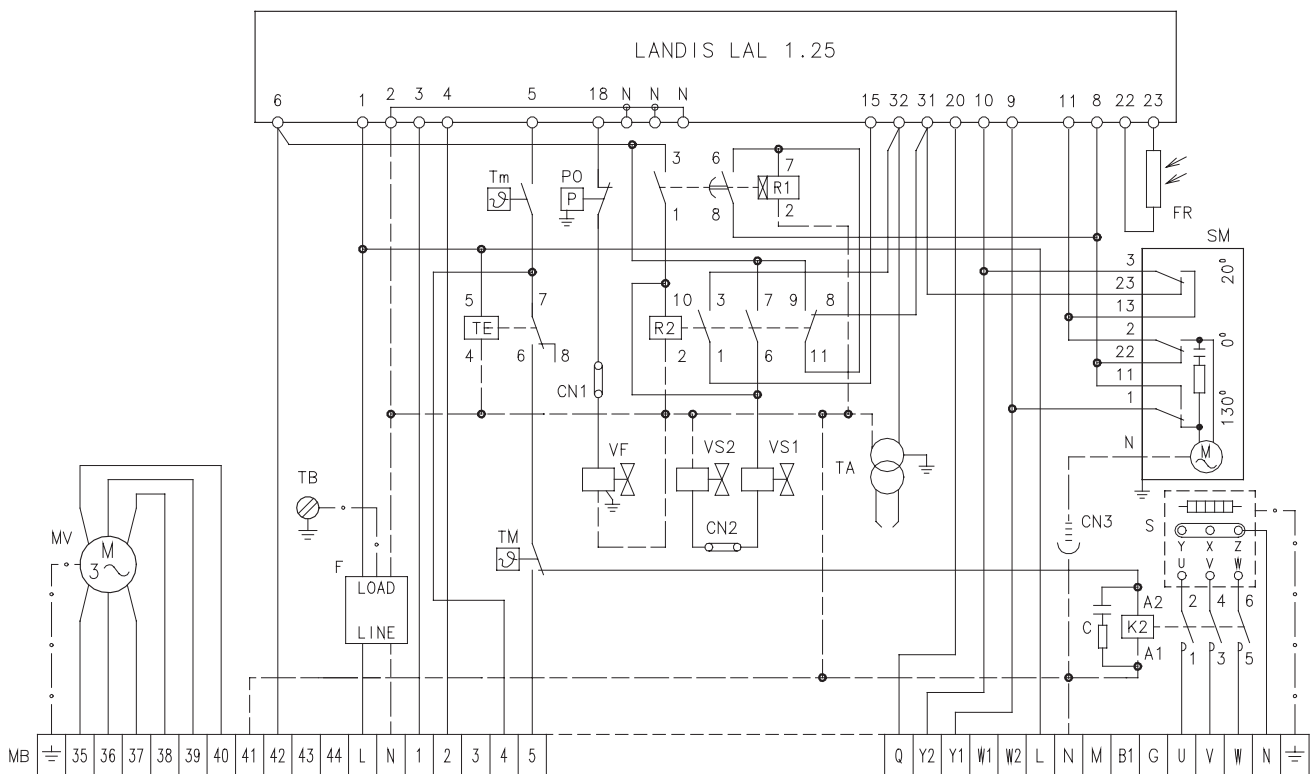 LANDIS LAL 1.25
6 1 2 3 4 5 18 N N N 15 32 31 20 10 9 11 8 22 23
3 6 7
Tm PO
P R1
1 8 2
FR
SM
3 20°
23
13
2 0°
22
11
1 130°
N M
5 7 10 3 7 9 8
TE R2
4 6 8 2 1 6 11
CN1
VF VS2 VS1 TA
CN2
CN3
S
Y X Z
U V W
TB
MV M
3
TM
F
LOAD
LINE
A2 2 4 6
C K2
A1 1 3 5
MB 35 36 37 38 39 40 41 42 43 44 L N 1 2 3 4 5 Q Y2 Y1 W1 W2 L N M B1 G U V W N